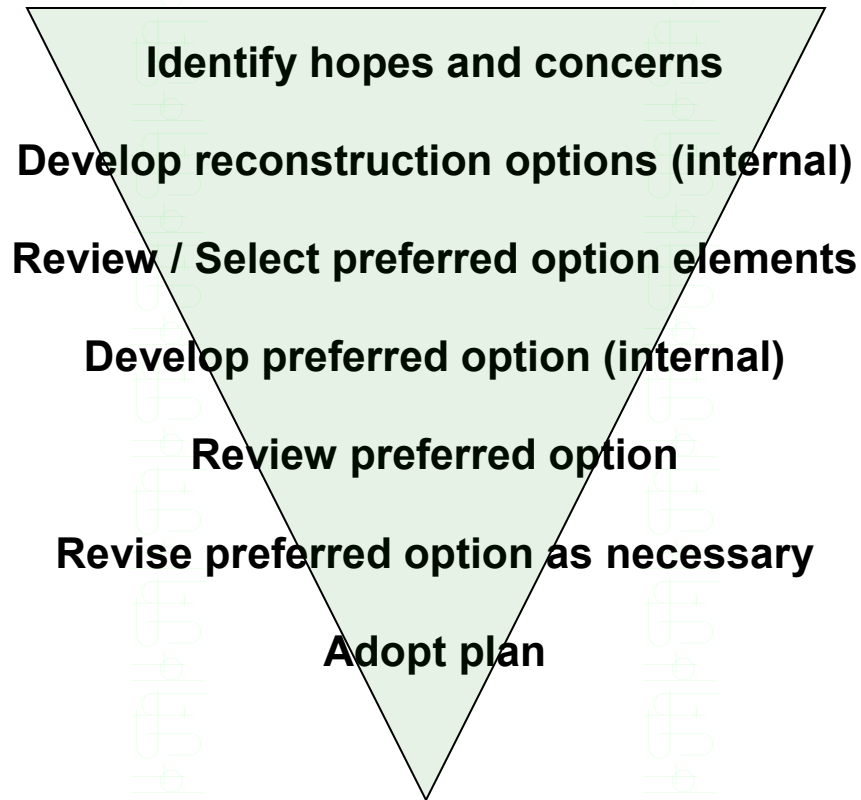 Identify hopes and concerns
Develop reconstruction options (internal)
Review / Select preferred option elements
Develop preferred option (internal)
Review preferred option
Revise preferred option as necessary
Adopt plan